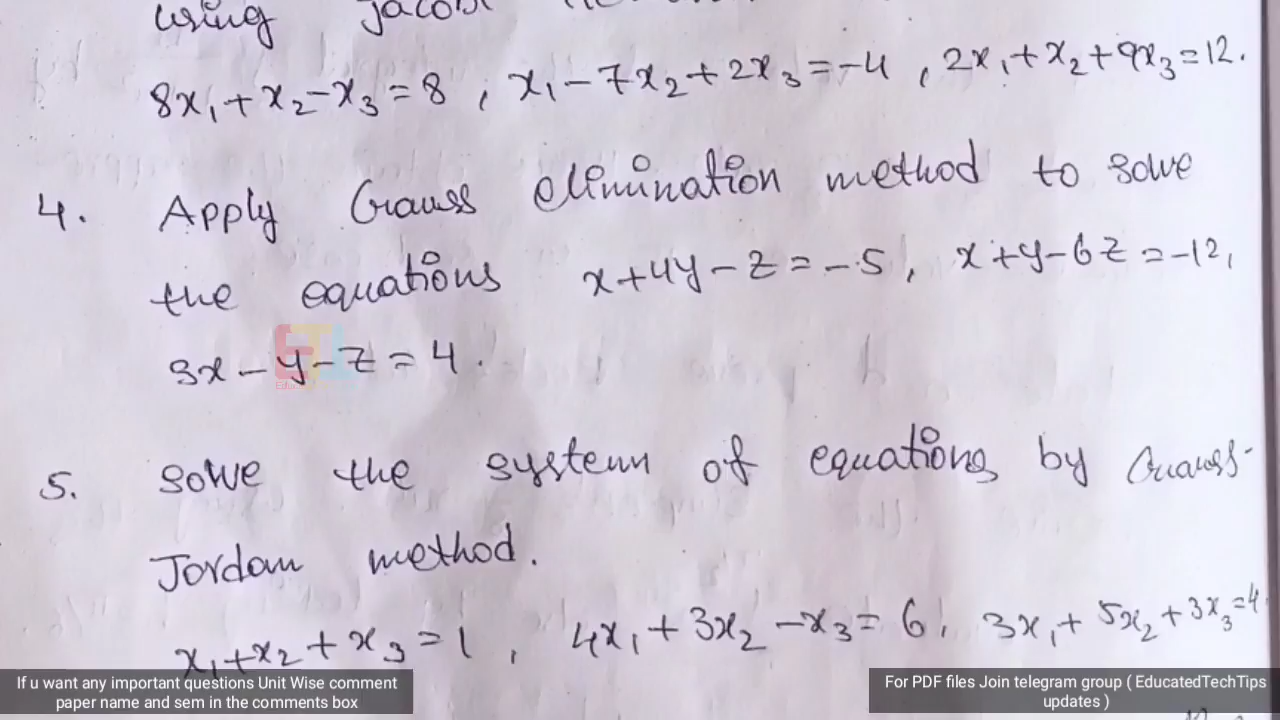 using Jacobi
8x₁+x₂-x₃=8 , x₁-7x₂+2x₃=-4 , 2x₁+x₂+9x₃=12.
4. Apply Gauss elimination method to solve
the equations x+4y-z=-5, x+y-6z=-12,
3x-y-z=4.
5. solve the system of equations by Gauss-
Jordan method.
x₁+x₂+x₃=1 , 4x₁+3x₂-x₃=6, 3x₁+5x₂+3x₃=4
If u want any important questions Unit Wise comment
paper name and sem in the comments box
For PDF files Join telegram group ( EducatedTechTips
updates )